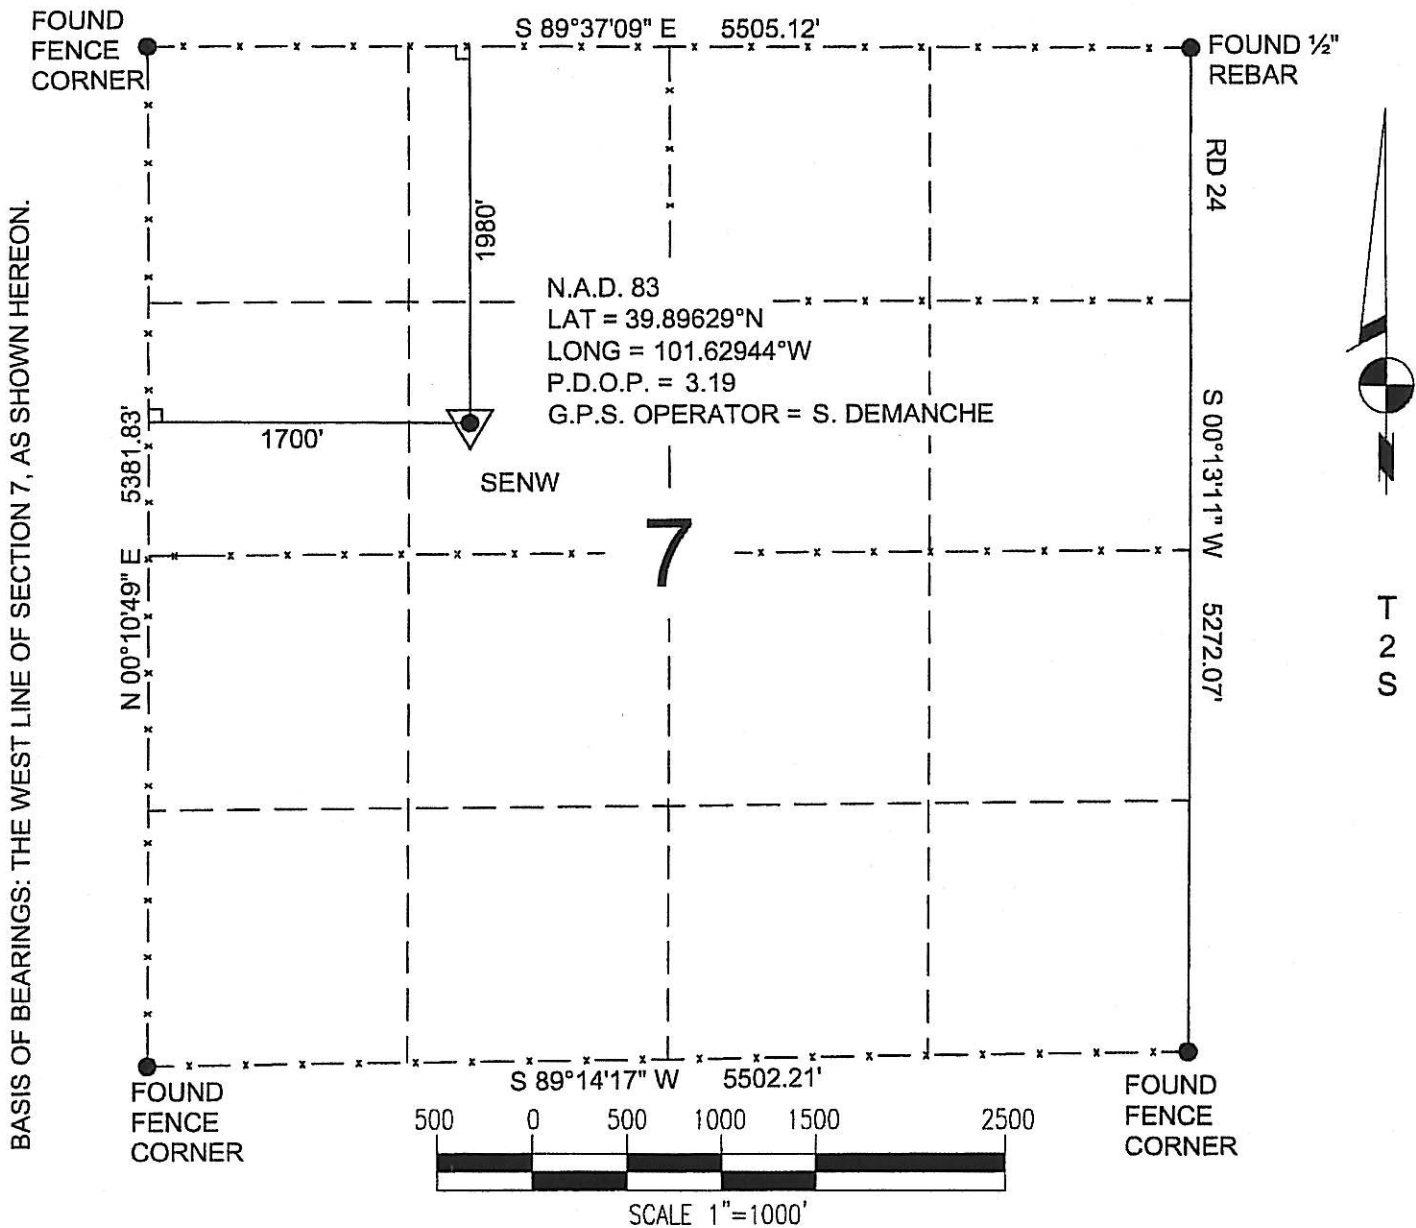 FOUND
FENCE
CORNER
S 89°37'09" E 5505.12'
FOUND ½"
REBAR
RD 24
1980'
N.A.D. 83
LAT = 39.89629°N
LONG = 101.62944°W
P.D.O.P. = 3.19
G.P.S. OPERATOR = S. DEMANCHE
1700'
SENW
7
BASIS OF BEARINGS: THE WEST LINE OF SECTION 7, AS SHOWN HEREON.
N 00°10'49" E 5381.83'
S 00°13'11" W 5272.07'
N
T
2
S
S 89°14'17" W 5502.21'
FOUND
FENCE
CORNER
FOUND
FENCE
CORNER
500 0 500 1000 1500 2500
SCALE 1"=1000'